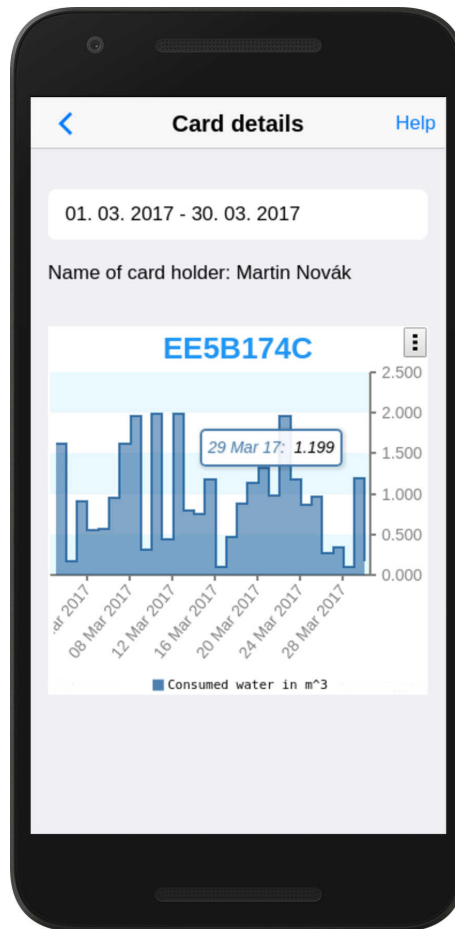 Card details
Help
01. 03. 2017 - 30. 03. 2017
Name of card holder: Martin Novák
EE5B174C
2.500
2.000
29 Mar 17: 1.199
1.500
1.000
0.500
0.000
ar 2017
08 Mar 2017
12 Mar 2017
16 Mar 2017
20 Mar 2017
24 Mar 2017
28 Mar 2017
Consumed water in m^3